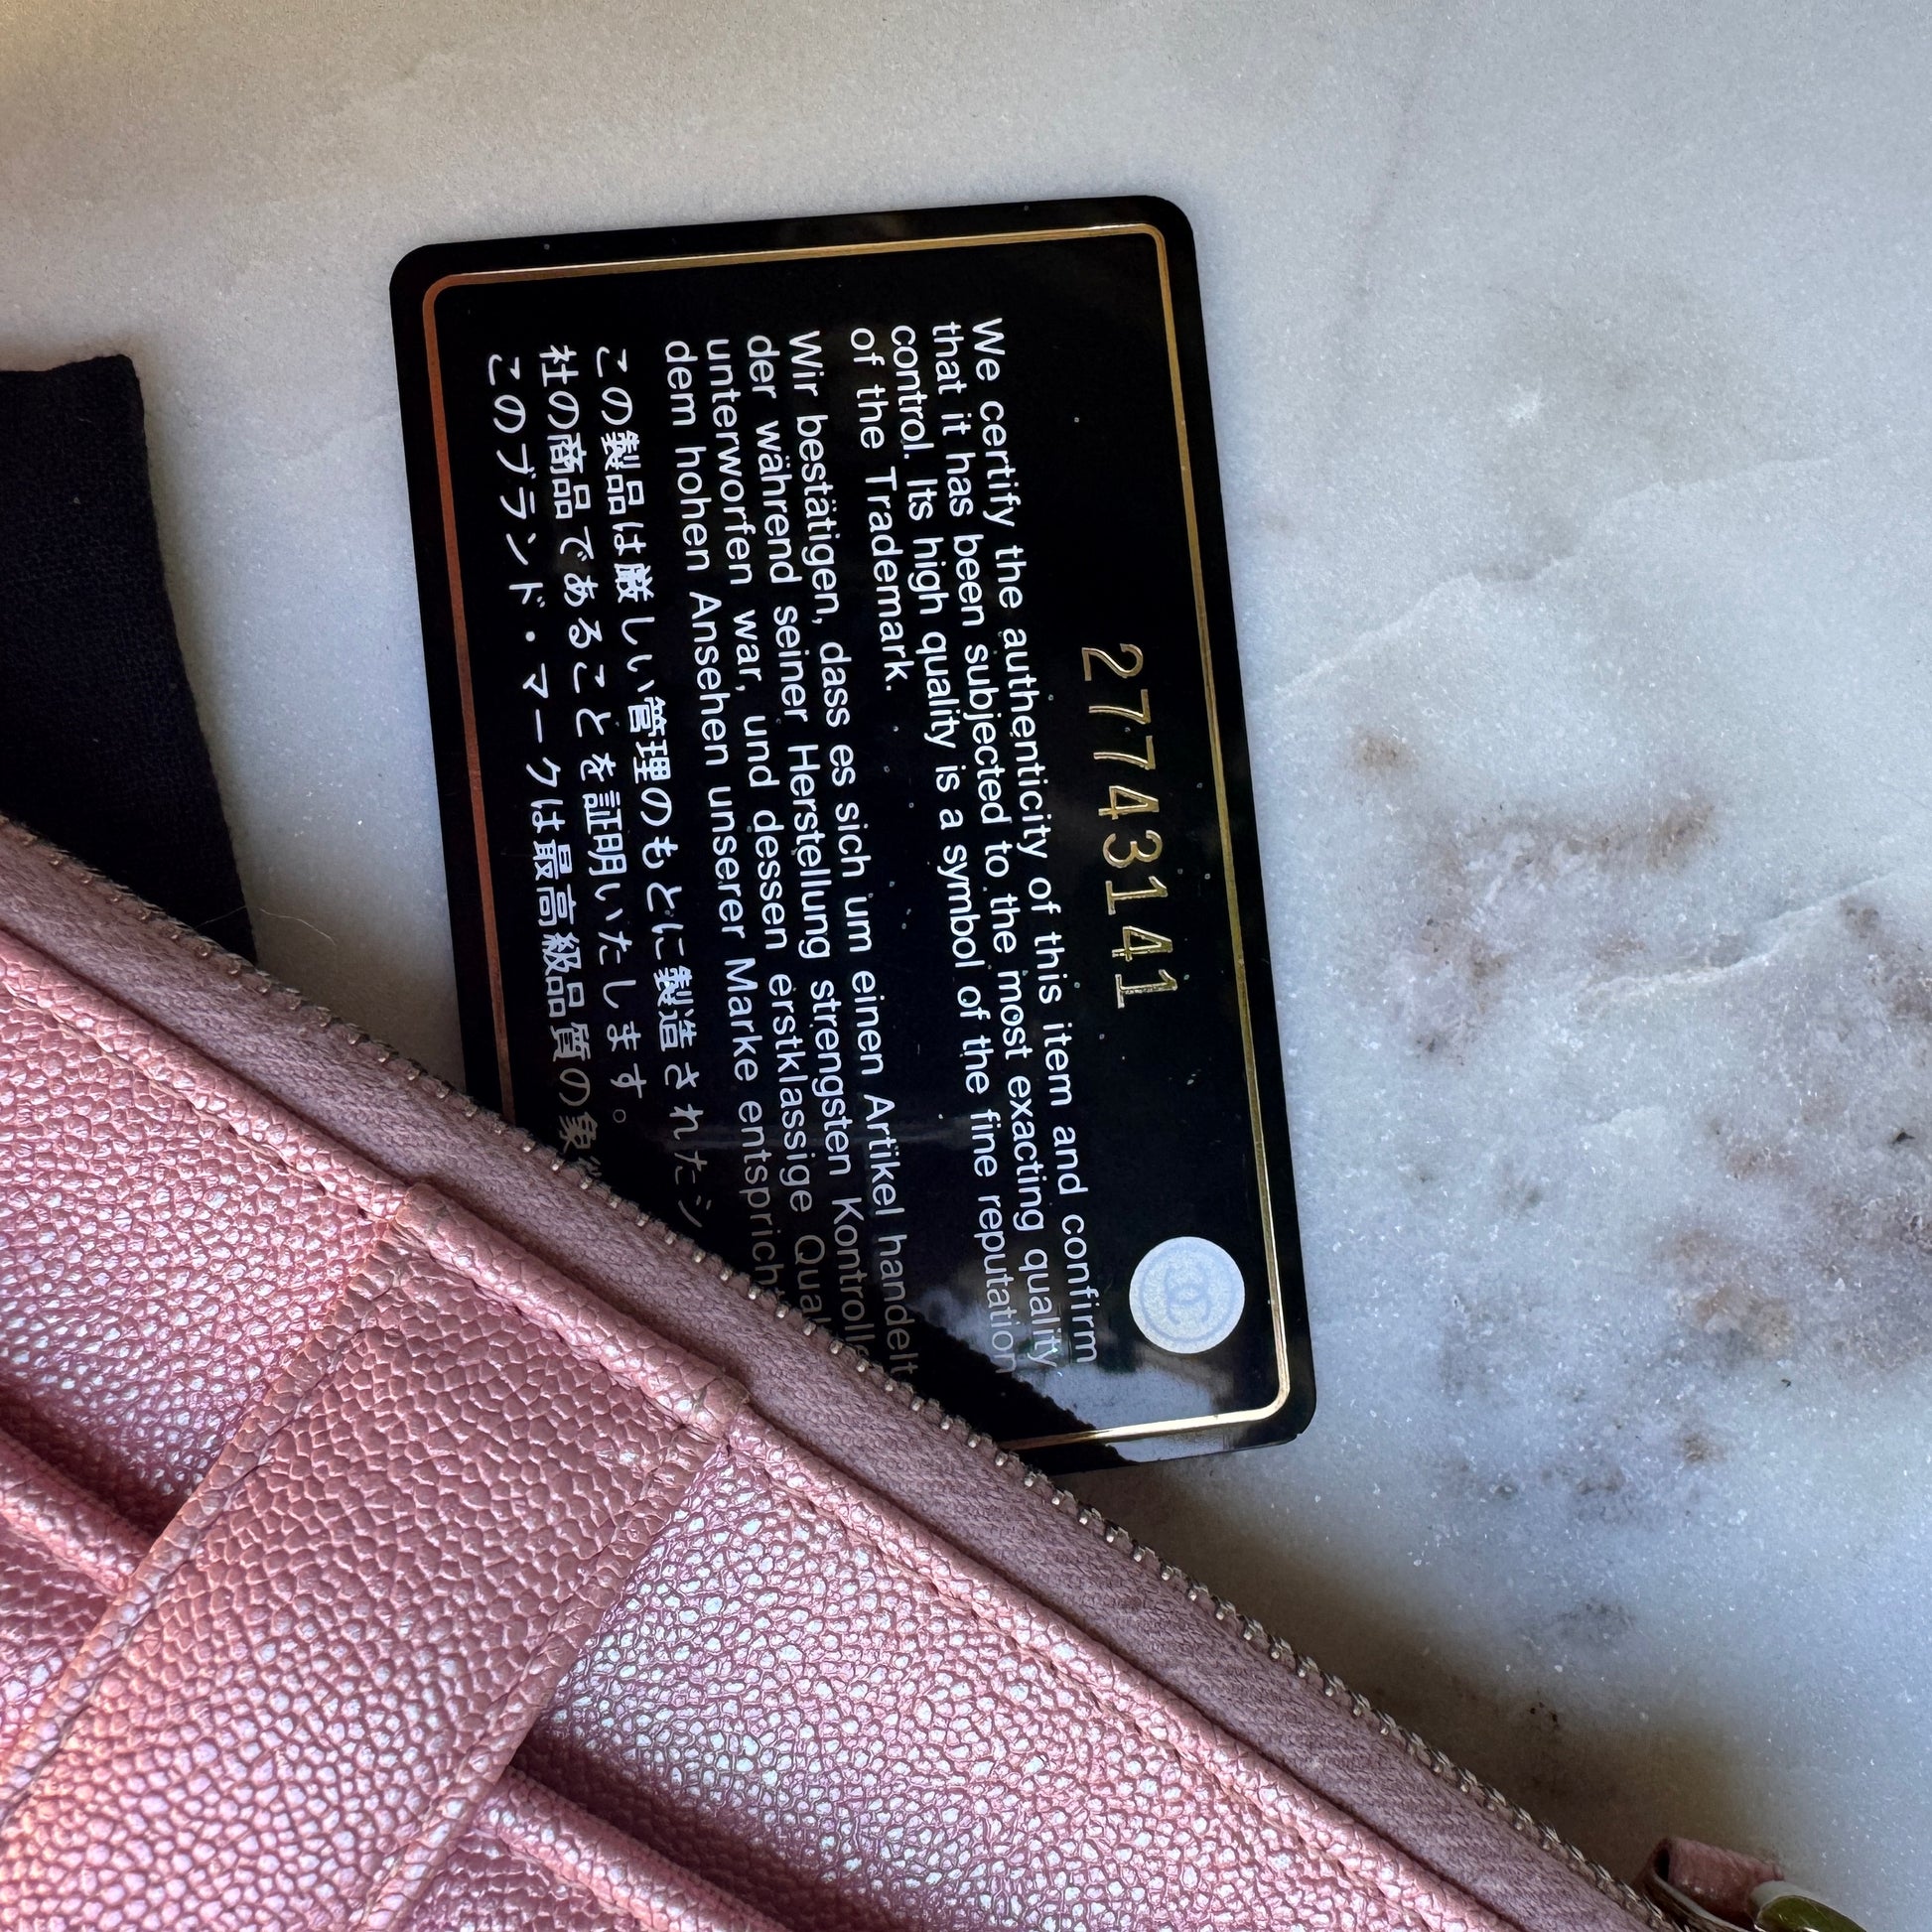 27743141
We certify the authenticity of this item and confirm
that it has been subjected to the most exacting quality
control. Its high quality is a symbol of the fine reputation
of the Trademark.
Wir bestätigen, dass es sich um einen Artikel handelt
der während seiner Herstellung strengsten Kontrolle
unterworfen war, und dessen erstklassige Qua
dem hohen Ansehen unserer Marke entspricht
この製品は厳しい管理のもとに製造されたシ
社の商品であることを証明いたします。
このブランド・マークは最高級品質の象